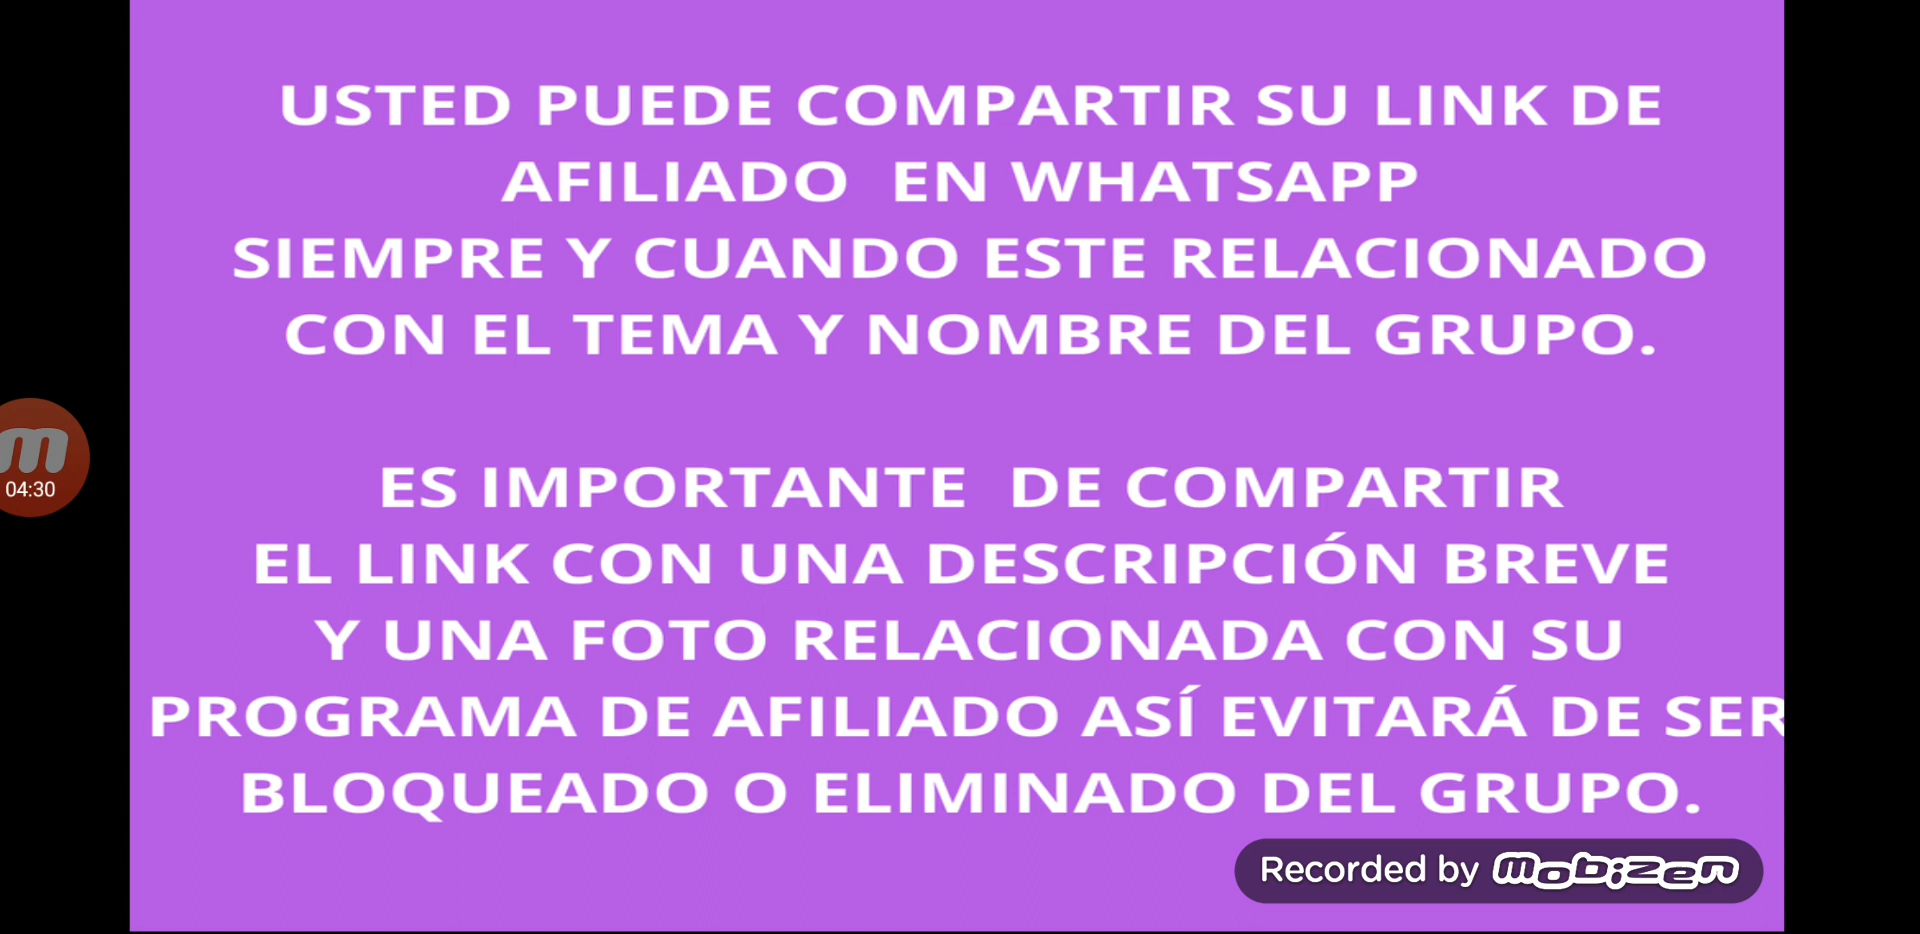 USTED PUEDE COMPARTIR SU LINK DE
AFILIADO EN WHATSAPP
SIEMPRE Y CUANDO ESTE RELACIONADO
CON EL TEMA Y NOMBRE DEL GRUPO.
ES IMPORTANTE DE COMPARTIR
EL LINK CON UNA DESCRIPCIÓN BREVE
Y UNA FOTO RELACIONADA CON SU
PROGRAMA DE AFILIADO ASÍ EVITARÁ DE SER
BLOQUEADO O ELIMINADO DEL GRUPO.
m
04:30
Recorded by mobizen